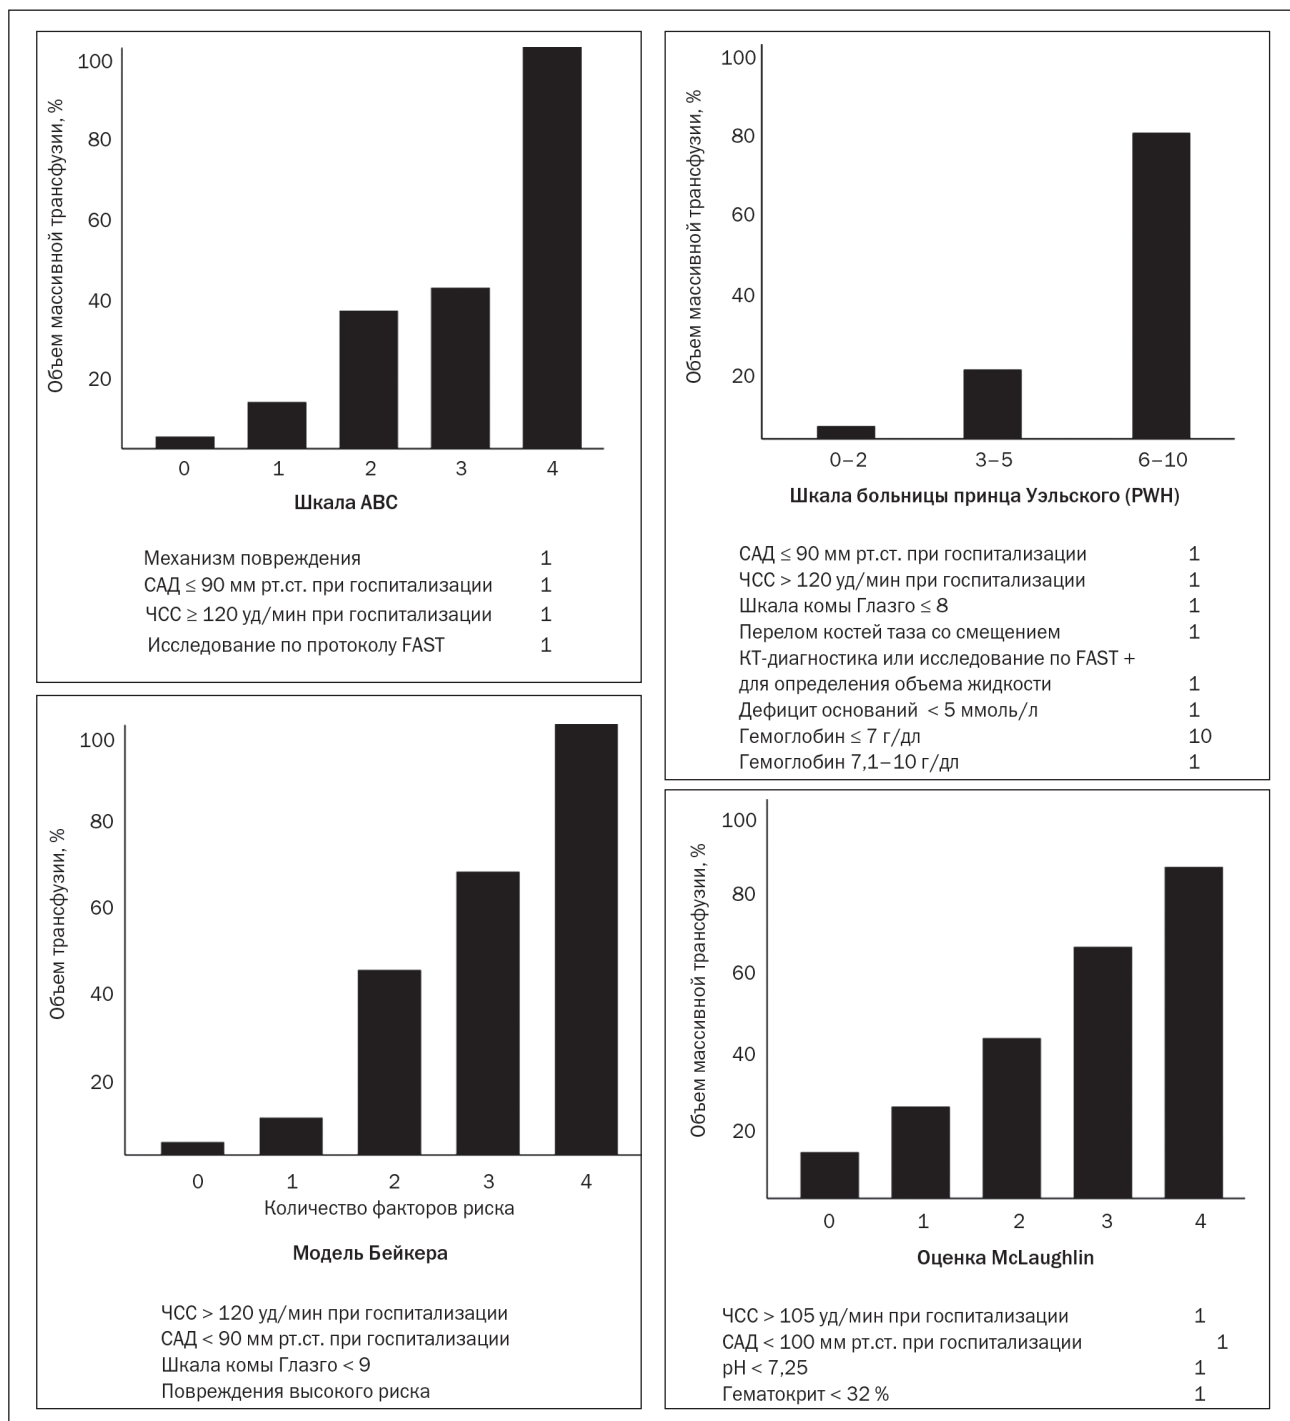 Объем массивной трансфузии, %
100
80
60
40
20
0 1 2 3 4
Шкала ABC
Механизм повреждения 1
САД ≤ 90 мм рт.ст. при госпитализации 1
ЧСС ≥ 120 уд/мин при госпитализации 1
Исследование по протоколу FAST 1
Объем массивной трансфузии, %
100
80
60
40
20
0–2 3–5 6–10
Шкала больницы принца Уэльского (PWH)
САД ≤ 90 мм рт.ст. при госпитализации 1
ЧСС > 120 уд/мин при госпитализации 1
Шкала комы Глазго ≤ 8 1
Перелом костей таза со смещением 1
КТ-диагностика или исследование по FAST +
для определения объема жидкости 1
Дефицит оснований < 5 ммоль/л 1
Гемоглобин ≤ 7 г/дл 10
Гемоглобин 7,1–10 г/дл 1
Объем трансфузии, %
100
80
60
40
20
0 1 2 3 4
Количество факторов риска
Модель Бейкера
ЧСС > 120 уд/мин при госпитализации
САД < 90 мм рт.ст. при госпитализации
Шкала комы Глазго < 9
Повреждения высокого риска
Объем массивной трансфузии, %
100
80
60
40
20
0 1 2 3 4
Оценка McLaughlin
ЧСС > 105 уд/мин при госпитализации 1
САД < 100 мм рт.ст. при госпитализации 1
pH < 7,25 1
Гематокрит < 32 % 1